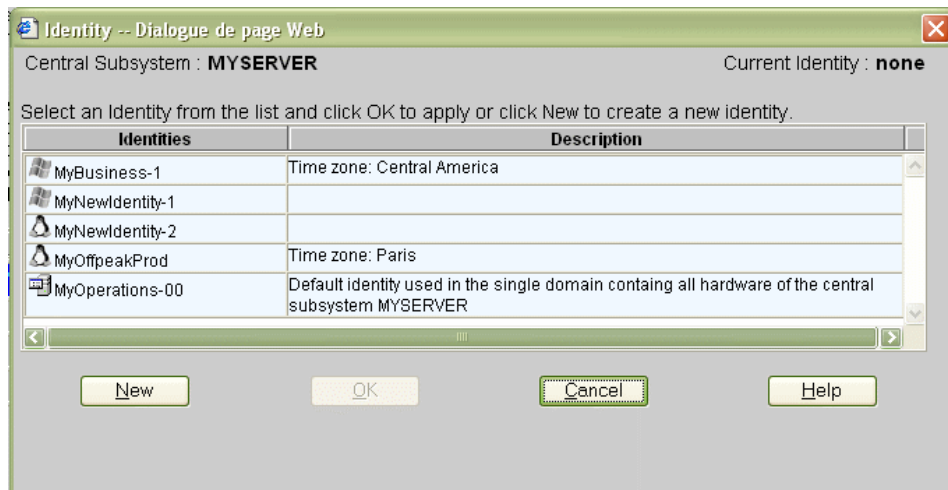 Identity -- Dialogue de page Web
Central Subsystem : MYSERVER Current Identity : none
Select an Identity from the list and click OK to apply or click New to create a new identity.
Identities Description
MyBusiness-1 Time zone: Central America
MyNewIdentity-1
MyNewIdentity-2
MyOffpeakProd Time zone: Paris
MyOperations-00 Default identity used in the single domain containg all hardware of the central
subsystem MYSERVER
New OK Cancel Help